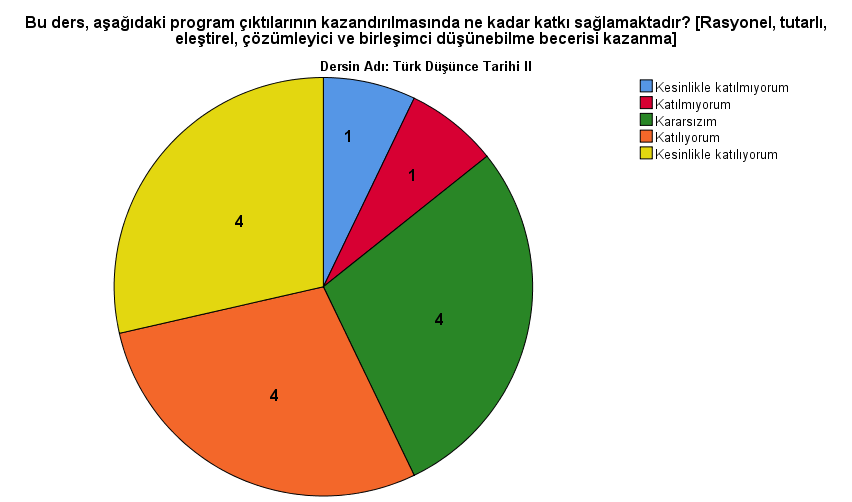 Bu ders, aşağıdaki program çıktılarının kazandırılmasında ne kadar katkı sağlamaktadır? [Rasyonel, tutarlı,
eleştirel, çözümleyici ve birleşimci düşünebilme becerisi kazanma]
Dersin Adı: Türk Düşünce Tarihi II
Kesinlikle katılmıyorum
Katılmıyorum
Kararsızım
Katılıyorum
Kesinlikle katılıyorum
1
1
4
4
4